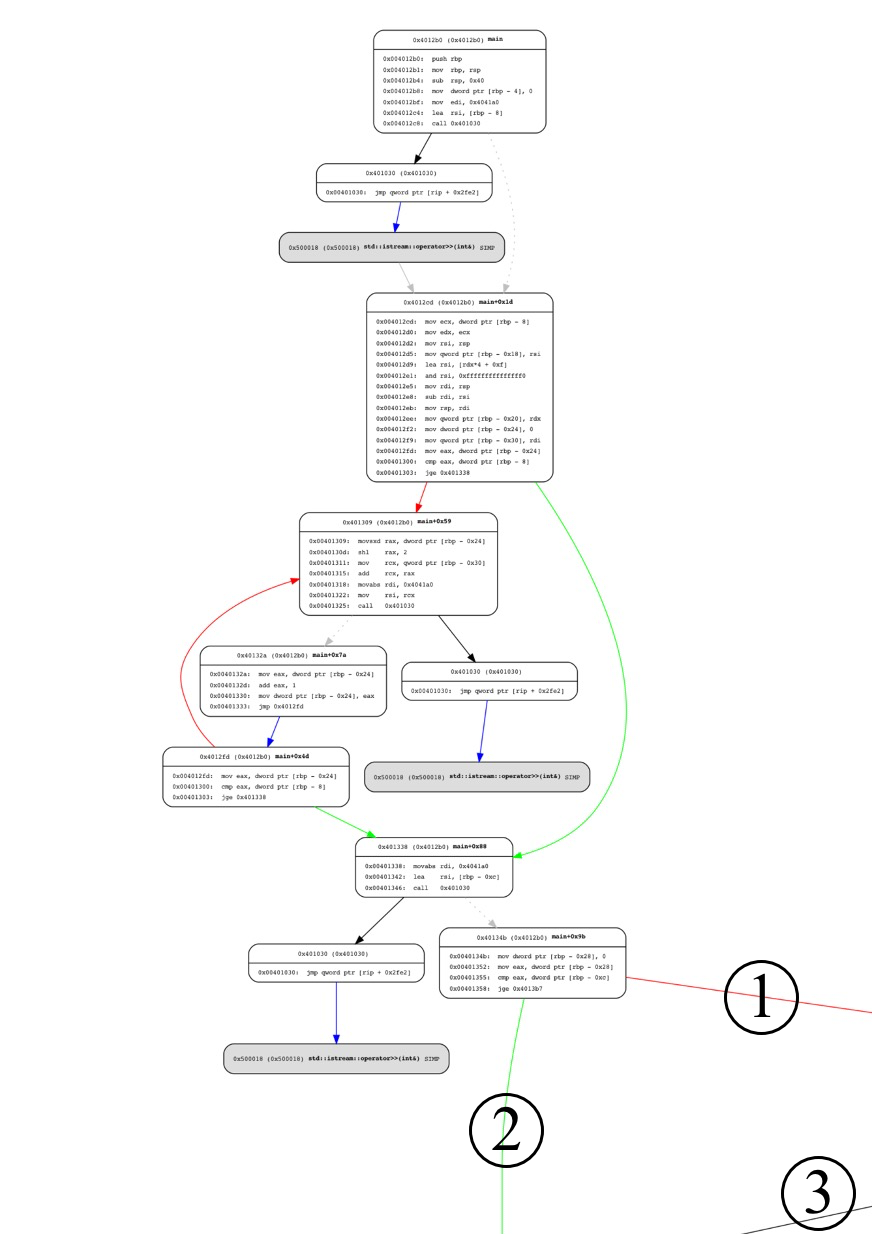 0x4012b0 (0x4012b0) main
0x004012b0: push rbp
0x004012b1: mov rbp, rsp
0x004012b4: sub rsp, 0x40
0x004012b8: mov dword ptr [rbp - 4], 0
0x004012bf: mov edi, 0x4041a0
0x004012c4: lea rsi, [rbp - 8]
0x004012c8: call 0x401030
0x401030 (0x401030)
0x00401030: jmp qword ptr [rip + 0x2fe2]
0x500018 (0x500018) std::istream::operator>>(int&) SIMP
0x4012cd (0x4012b0) main+0x1d
0x004012cd: mov ecx, dword ptr [rbp - 8]
0x004012d0: mov edx, ecx
0x004012d2: mov rsi, rsp
0x004012d5: mov qword ptr [rbp - 0x18], rsi
0x004012d9: lea rsi, [rdx*4 + 0xf]
0x004012e1: and rsi, 0xfffffffffffffff0
0x004012e5: mov rdi, rsp
0x004012e8: sub rdi, rsi
0x004012eb: mov rsp, rdi
0x004012ee: mov qword ptr [rbp - 0x20], rdx
0x004012f2: mov dword ptr [rbp - 0x24], 0
0x004012f9: mov qword ptr [rbp - 0x30], rdi
0x004012fd: mov eax, dword ptr [rbp - 0x24]
0x00401300: cmp eax, dword ptr [rbp - 8]
0x00401303: jge 0x401338
0x401309 (0x4012b0) main+0x59
0x00401309: movsxd rax, dword ptr [rbp - 0x24]
0x0040130d: shl rax, 2
0x00401311: mov rcx, qword ptr [rbp - 0x30]
0x00401315: add rcx, rax
0x00401318: movabs rdi, 0x4041a0
0x00401322: mov rsi, rcx
0x00401325: call 0x401030
0x40132a (0x4012b0) main+0x7a
0x0040132a: mov eax, dword ptr [rbp - 0x24]
0x0040132d: add eax, 1
0x00401330: mov dword ptr [rbp - 0x24], eax
0x00401333: jmp 0x4012fd
0x401030 (0x401030)
0x00401030: jmp qword ptr [rip + 0x2fe2]
0x4012fd (0x4012b0) main+0x4d
0x004012fd: mov eax, dword ptr [rbp - 0x24]
0x00401300: cmp eax, dword ptr [rbp - 8]
0x00401303: jge 0x401338
0x500018 (0x500018) std::istream::operator>>(int&) SIMP
0x401338 (0x4012b0) main+0x88
0x00401338: movabs rdi, 0x4041a0
0x00401342: lea rsi, [rbp - 0xc]
0x00401346: call 0x401030
0x401030 (0x401030)
0x00401030: jmp qword ptr [rip + 0x2fe2]
0x40134b (0x4012b0) main+0x9b
0x0040134b: mov dword ptr [rbp - 0x28], 0
0x00401352: mov eax, dword ptr [rbp - 0x28]
0x00401355: cmp eax, dword ptr [rbp - 0xc]
0x00401358: jge 0x4013b7
1
0x500018 (0x500018) std::istream::operator>>(int&) SIMP
2
3